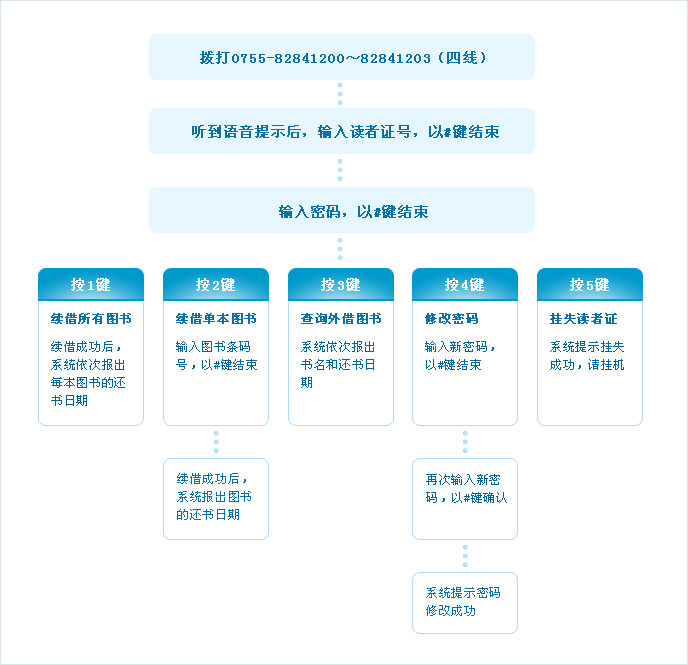 拨打0755-82841200～82841203（四线）
听到语音提示后，输入读者证号，以#键结束
输入密码，以#键结束
按1键
续借所有图书
续借成功后，
系统依次报出
每本图书的还
书日期
按2键
续借单本图书
输入图书条码
号，以#键结束
续借成功后，
系统报出图书
的还书日期
按3键
查询外借图书
系统依次报出
书名和还书日
期
按4键
修改密码
输入新密码，
以#键结束
再次输入新密
码，以#键确认
系统提示密码
修改成功
按5键
挂失读者证
系统提示挂失
成功，请挂机